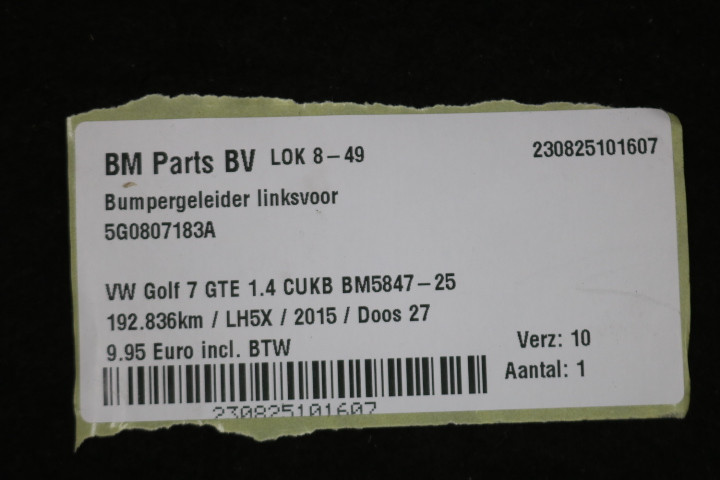 BM Parts BV LOK 8-49 230825101607
Bumpergeleider linksvoor
5G0807183A
VW Golf 7 GTE 1.4 CUKB BM5847-25
192.836km / LH5X / 2015 / Doos 27
9.95 Euro incl. BTW
Verz: 10
Aantal: 1
230825101607